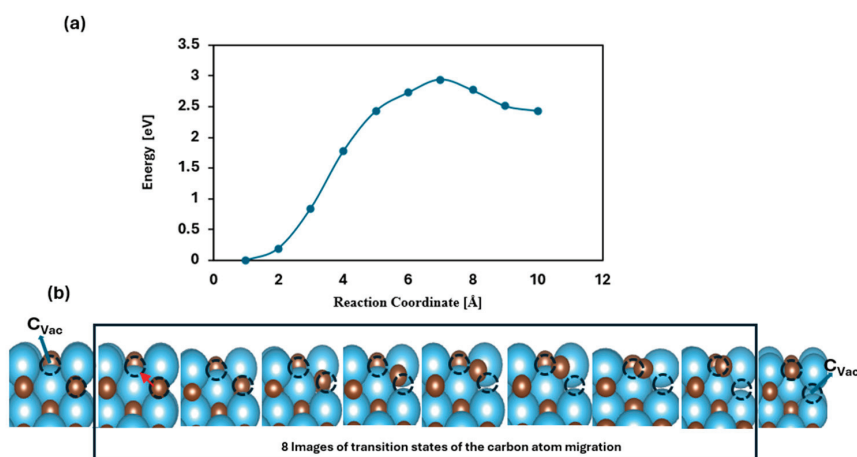 (a)
3.5
3
2.5
2
1.5
1
0.5
0
Energy [eV]
0 2 4 6 8 10 12
Reaction Coordinate [Å]
(b)
CVac
CVac
8 Images of transition states of the carbon atom migration